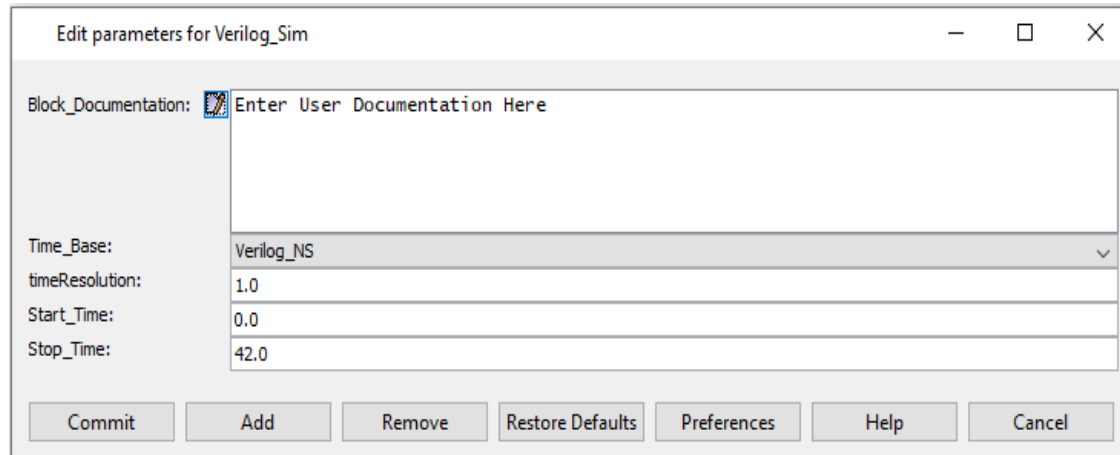 Edit parameters for Verilog_Sim
Block_Documentation: Enter User Documentation Here
Time_Base: Verilog_NS
timeResolution: 1.0
Start_Time: 0.0
Stop_Time: 42.0
Commit Add Remove Restore Defaults Preferences Help Cancel